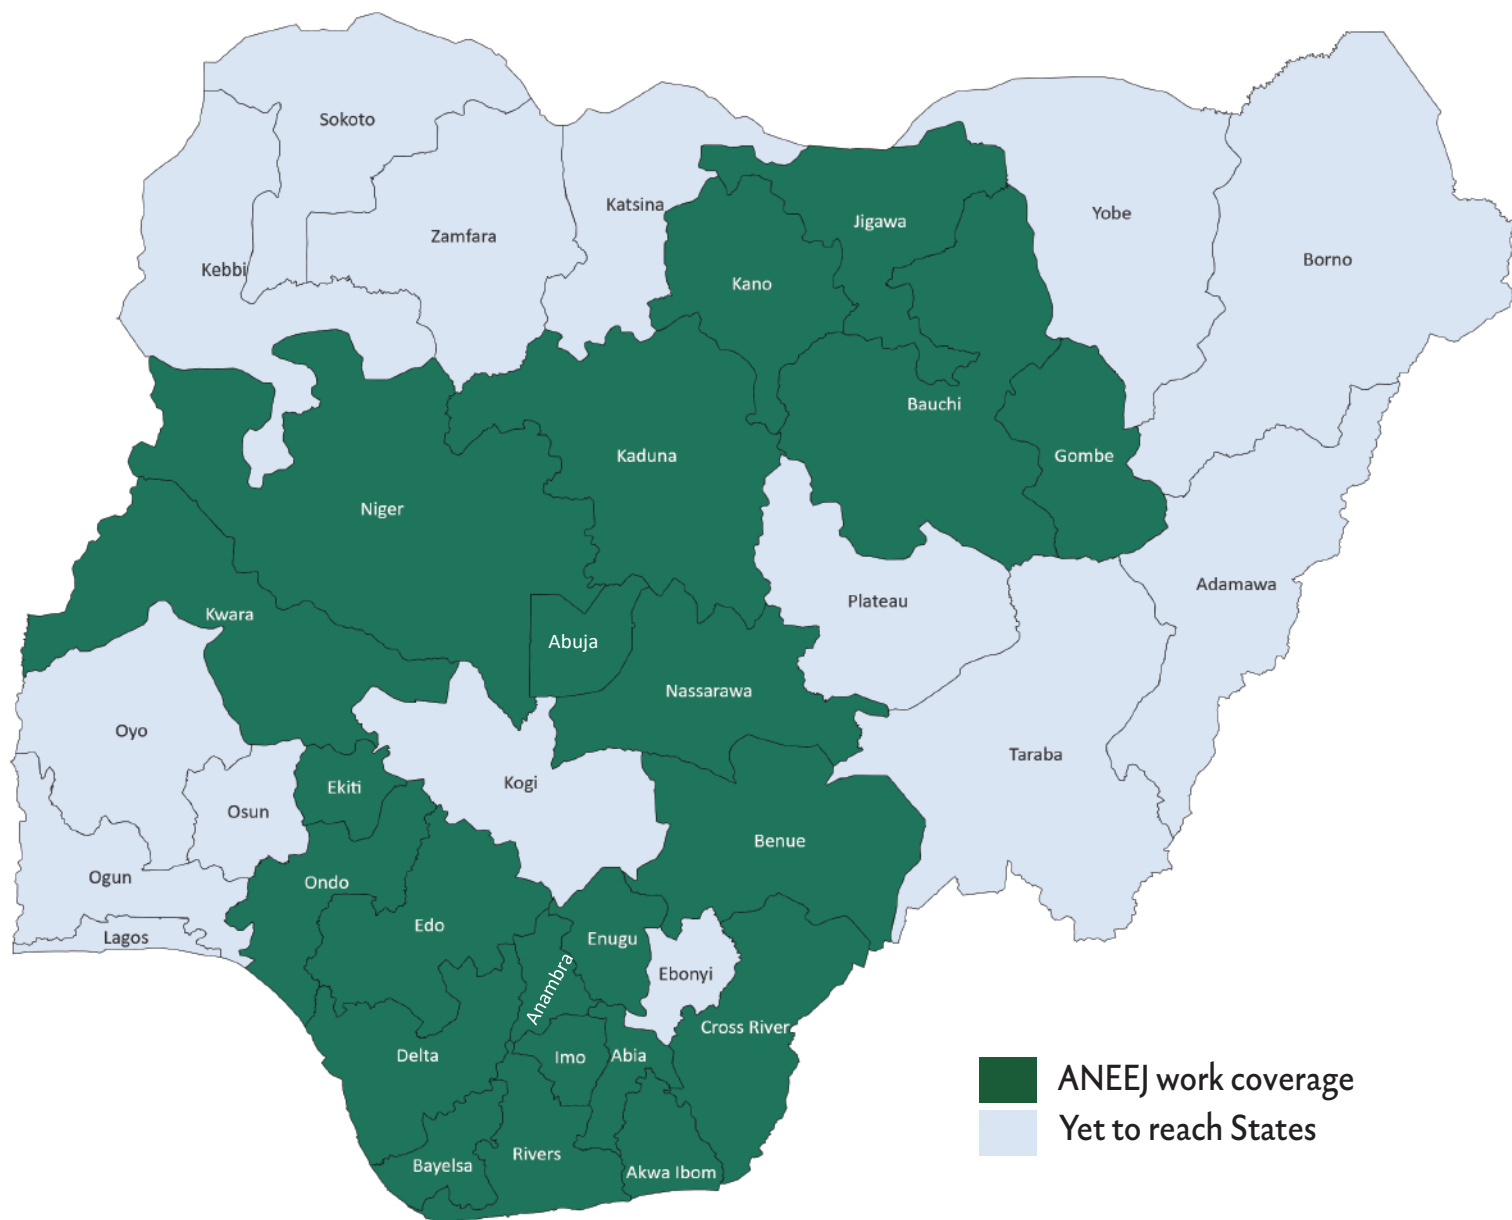 Sokoto
Katsina
Yobe
Jigawa
Zamfara
Borno
Kebbi
Kano
Bauchi
Kaduna
Gombe
Niger
Adamawa
Plateau
Kwara
Abuja
Nassarawa
Oyo
Taraba
Kogi
Ekiti
Osun
Benue
Ogun
Ondo
Edo
Lagos
Enugu
Ebonyi
Anambra
Cross River
Delta
Imo
Abia
Rivers
Bayelsa
Akwa Ibom
ANEEJ work coverage
Yet to reach States